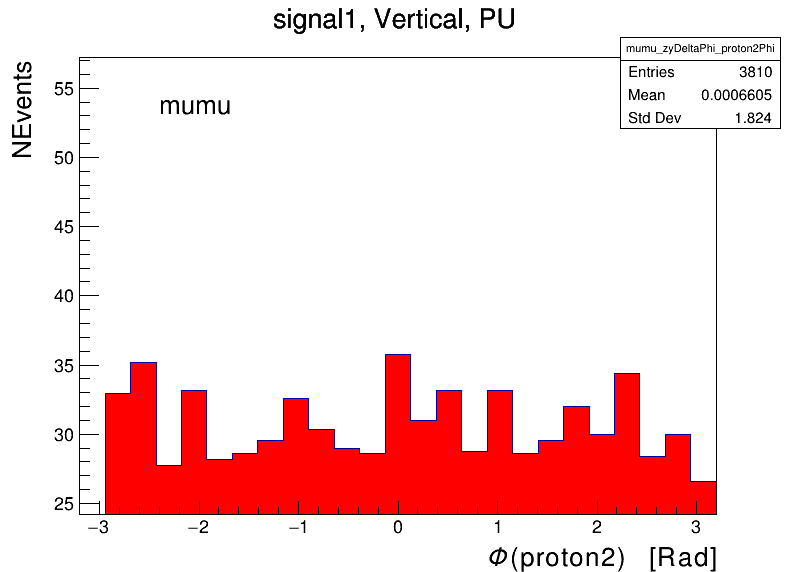 signal1, Vertical, PU
mumu_zyDeltaPhi_proton2Phi
Entries 3810
Mean 0.0006605
Std Dev 1.824
NEvents
mumu
55
50
45
40
35
30
25
−3 −2 −1 0 1 2 3
Φ(proton2) [Rad]